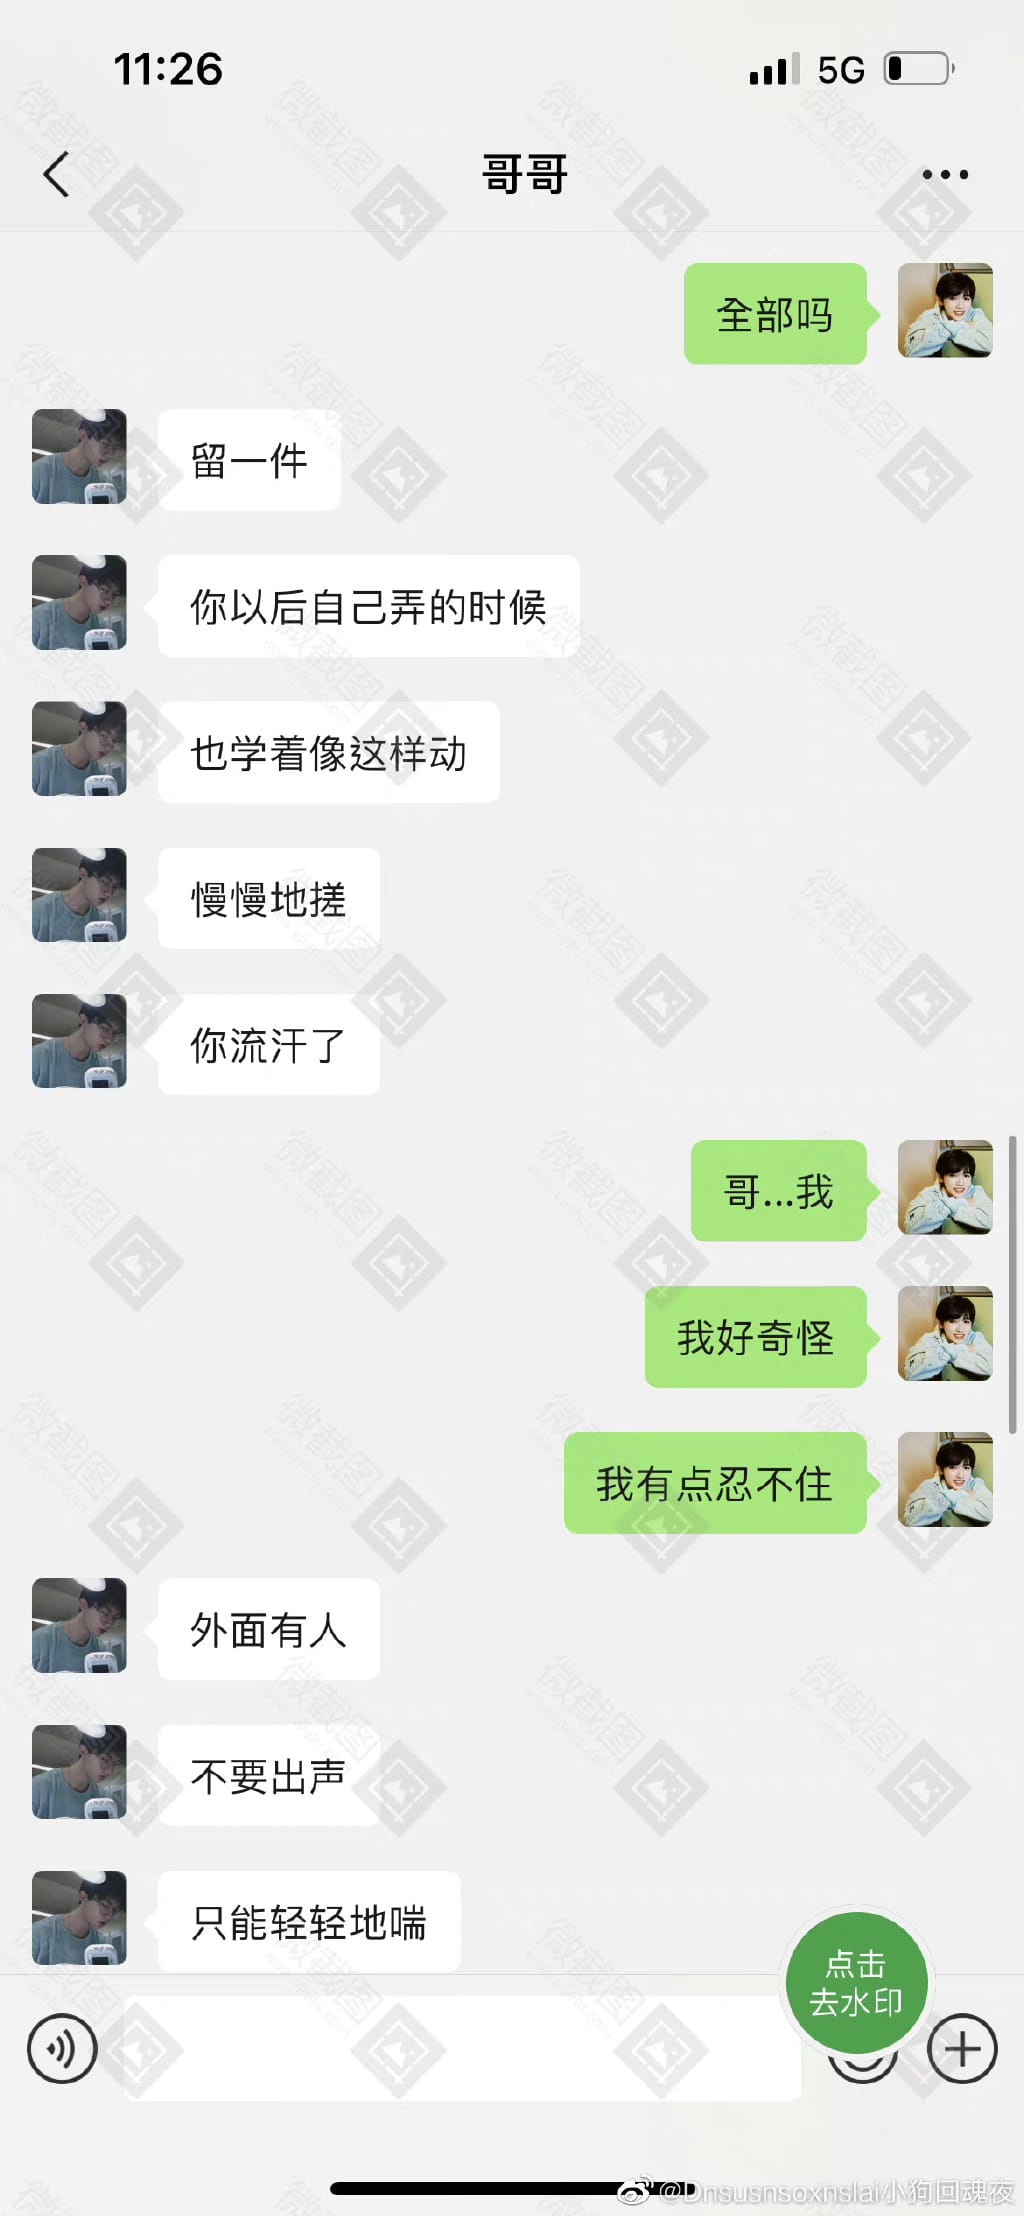 11:26
5G
哥哥
全部吗
留一件
你以后自己弄的时候
也学着像这样动
慢慢地搓
你流汗了
哥...我
我好奇怪
我有点忍不住
外面有人
不要出声
只能轻轻地喘
点击
去水印
@Dnsusnsoxnslai小狗回魂夜
微截图